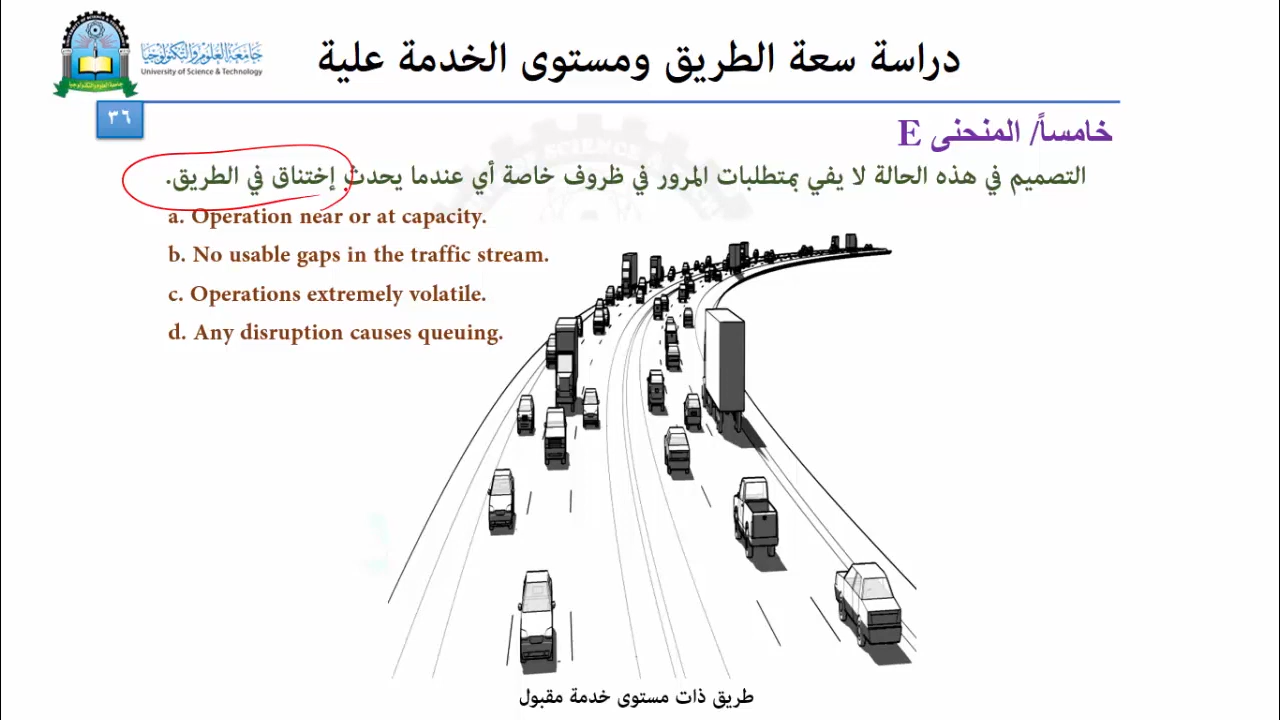 جامعة العلوم والتكنولوجيا
University of Science & Technology
دراسة سعة الطريق ومستوى الخدمة علية
٣٦
خامساً/ المنحنى E
التصميم في هذه الحالة لا يفي بمتطلبات المرور في ظروف خاصة أي عندما يحدث إختناق في الطريق.
a. Operation near or at capacity.
b. No usable gaps in the traffic stream.
c. Operations extremely volatile.
d. Any disruption causes queuing.
طريق ذات مستوى خدمة مقبول